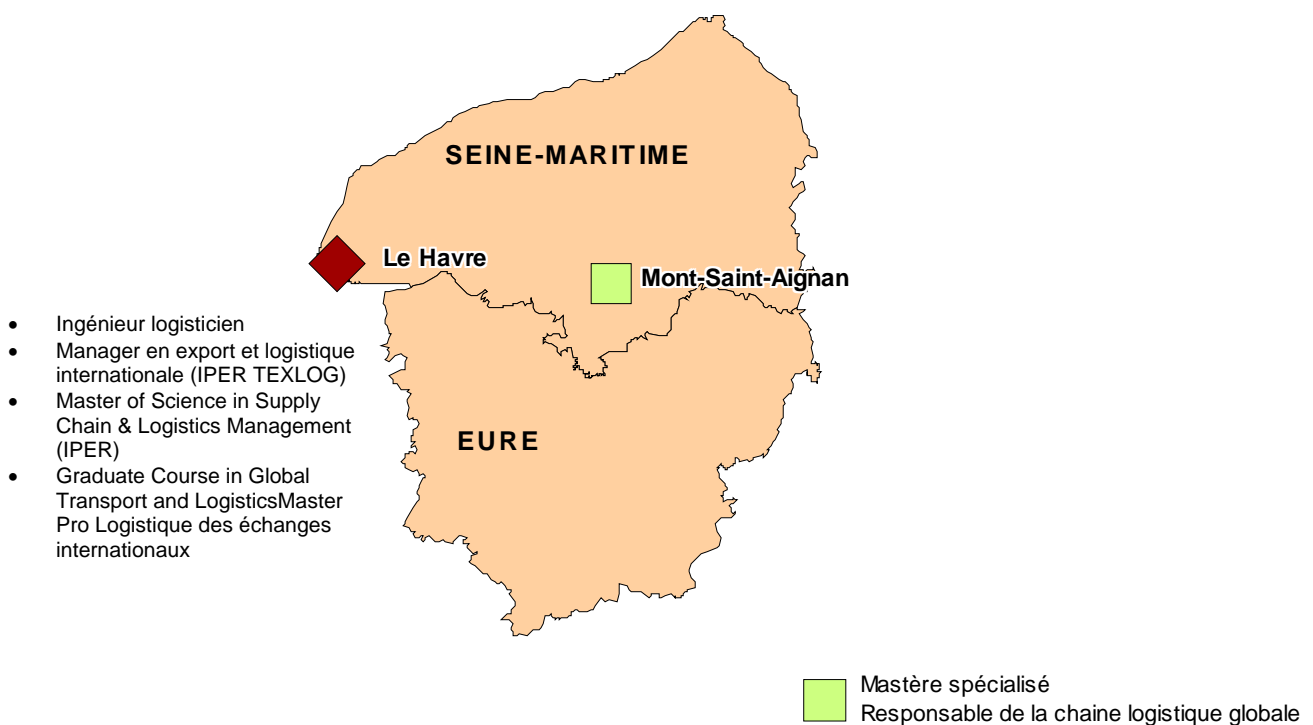 SEINE-MARITIME
Le Havre
Mont-Saint-Aignan
• Ingénieur logisticien
• Manager en export et logistique
internationale (IPER TEXLOG)
• Master of Science in Supply
Chain & Logistics Management
(IPER)
• Graduate Course in Global
Transport and LogisticsMaster
Pro Logistique des échanges
internationaux
EURE
Mastère spécialisé
Responsable de la chaine logistique globale